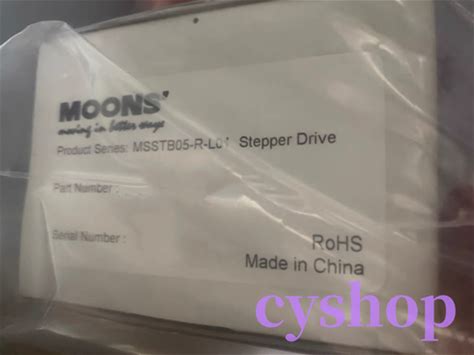 MOONS'
moving in better ways
Product Series: MSSTB05-R-L01 Stepper Drive
Part Number :
Serial Number :
RoHS
Made in China
cyshop